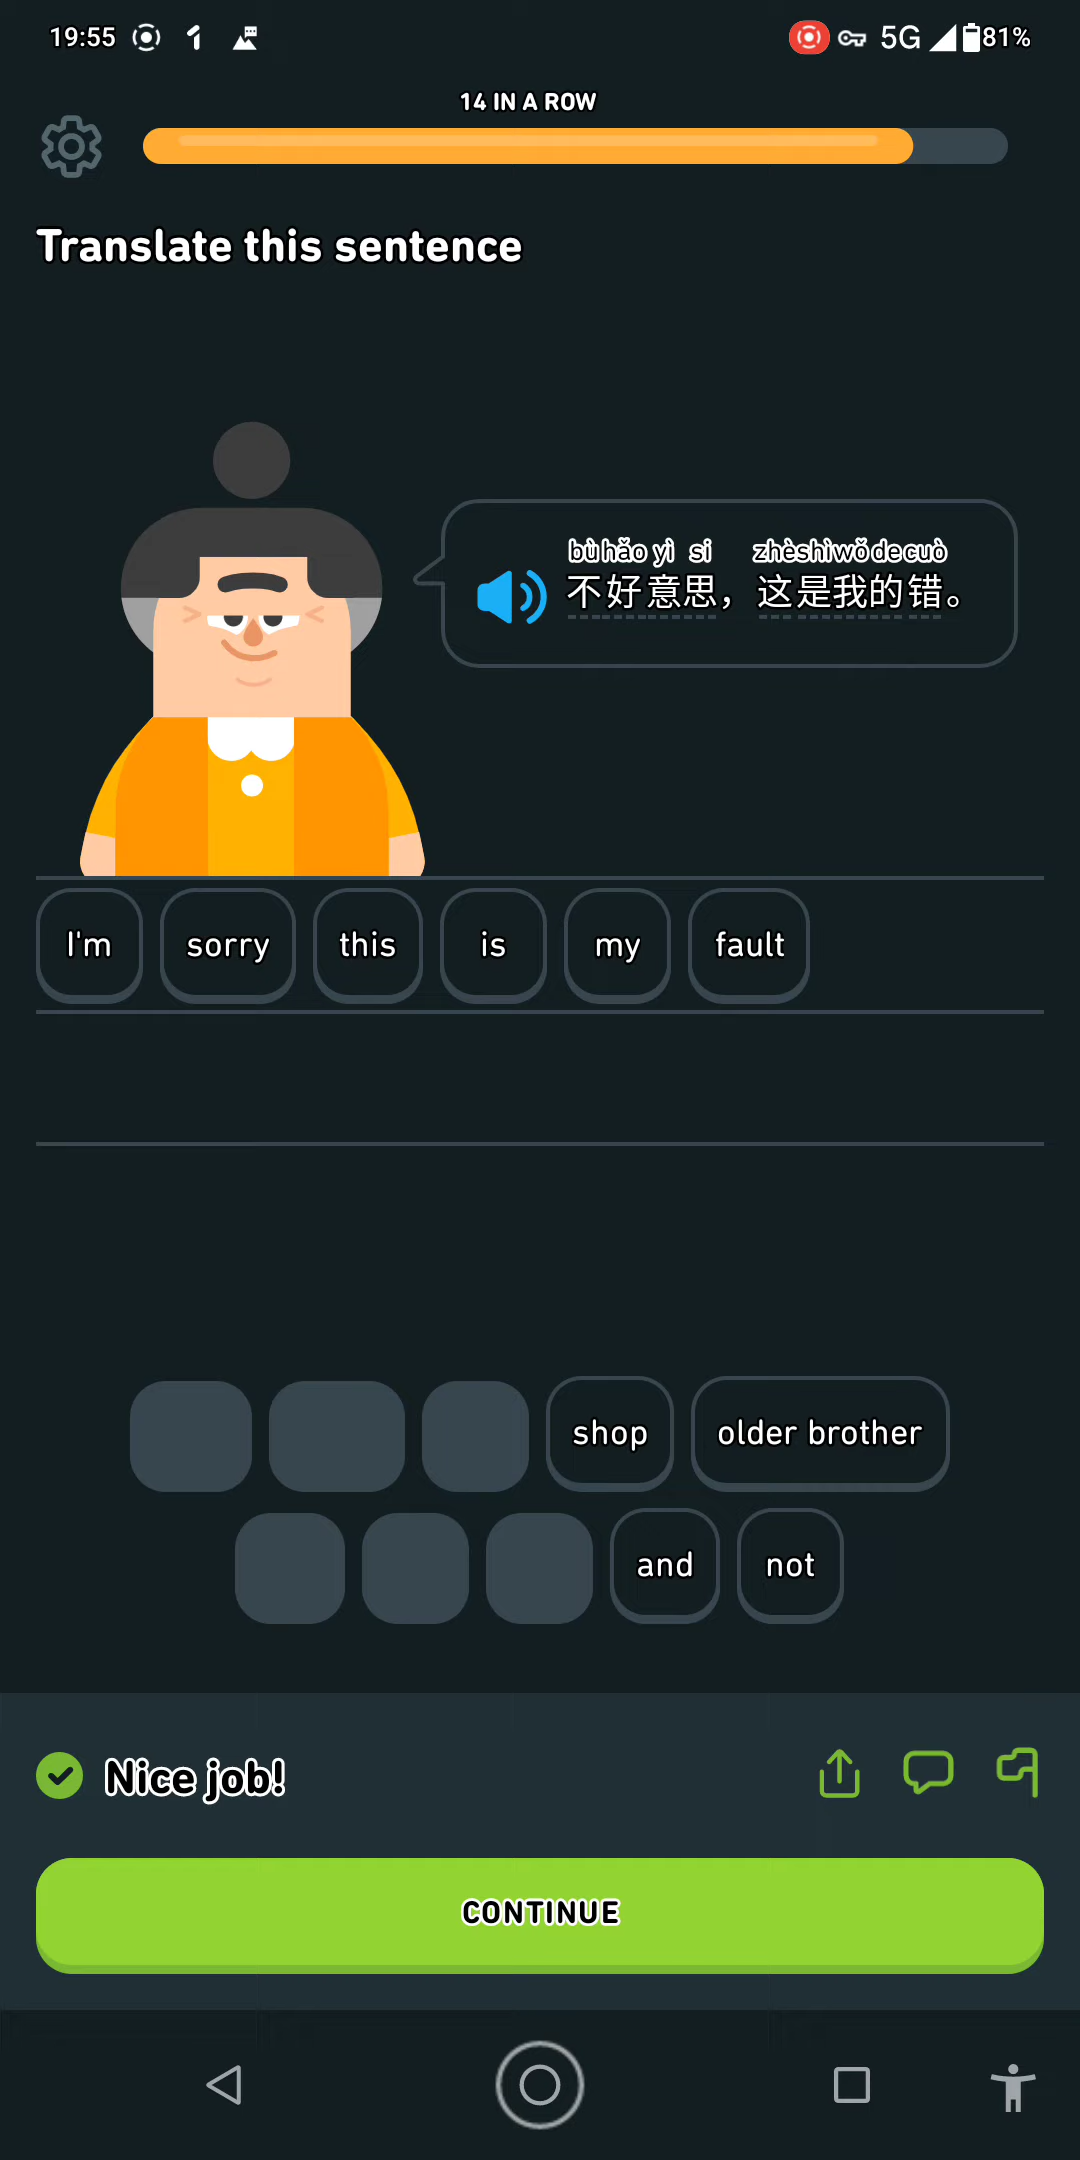 19:55 5G 81%
14 IN A ROW
Translate this sentence
bù hǎo yì si zhè shì wǒ de cuò
不好意思，这是我的错。
I'm sorry this is my fault
shop older brother
and not
Nice job!
CONTINUE